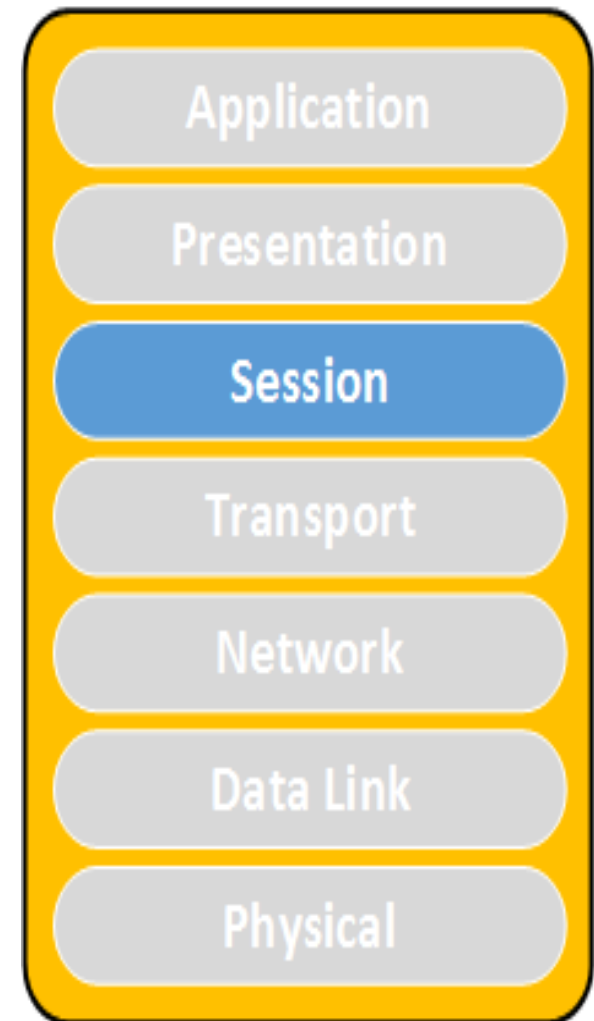 Application
Presentation
Session
Transport
Network
Data Link
Physical